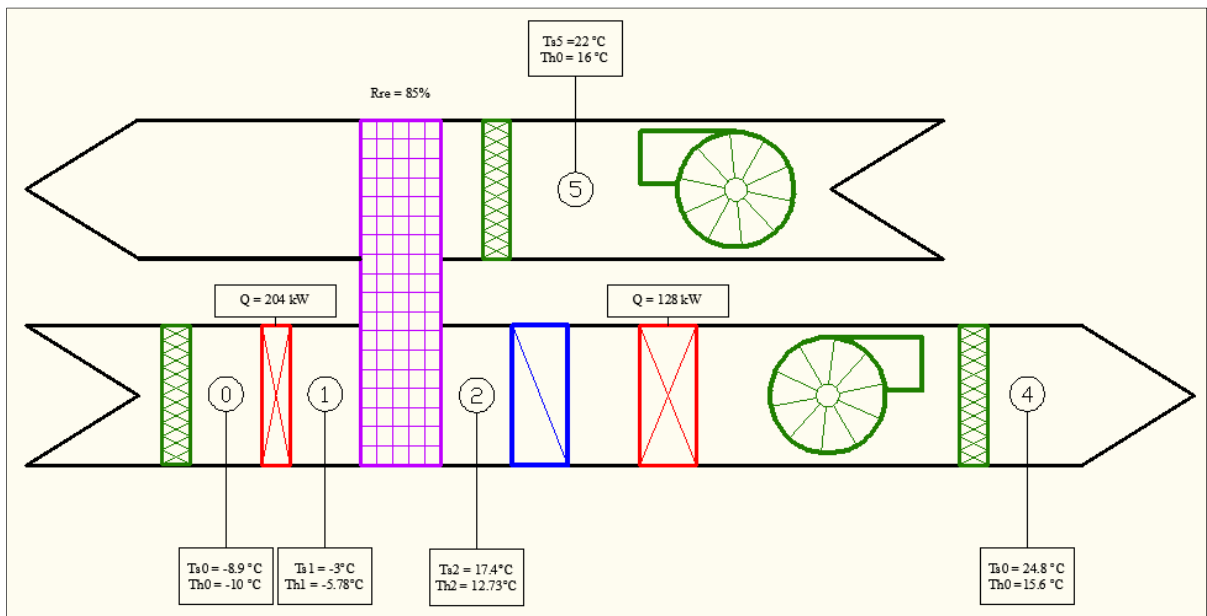 Ts5 =22 °C
Th0 = 16 °C
Rre = 85%
5
Q = 204 kW
Q = 128 kW
0
1
2
4
Ts0 = -8.9 °C
Th0 = -10 °C
Ts1 = -3°C
Th1 = -5.78°C
Ts2 = 17.4°C
Th2 = 12.73°C
Ts0 = 24.8 °C
Th0 = 15.6 °C